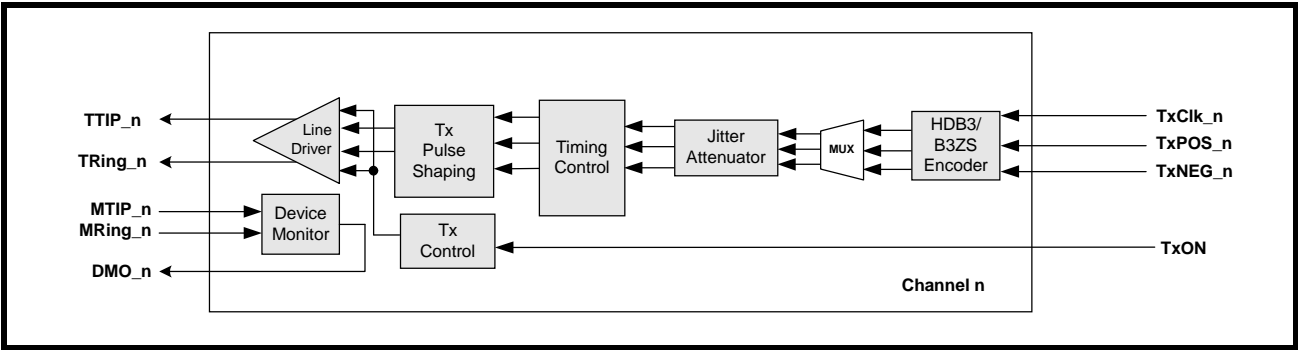 TTIP_n
TRing_n
MTIP_n
MRing_n
DMO_n
Line
Driver
Device
Monitor
Tx
Pulse
Shaping
Tx
Control
Timing
Control
Jitter
Attenuator
MUX
HDB3/
B3ZS
Encoder
TxClk_n
TxPOS_n
TxNEG_n
TxON
Channel n